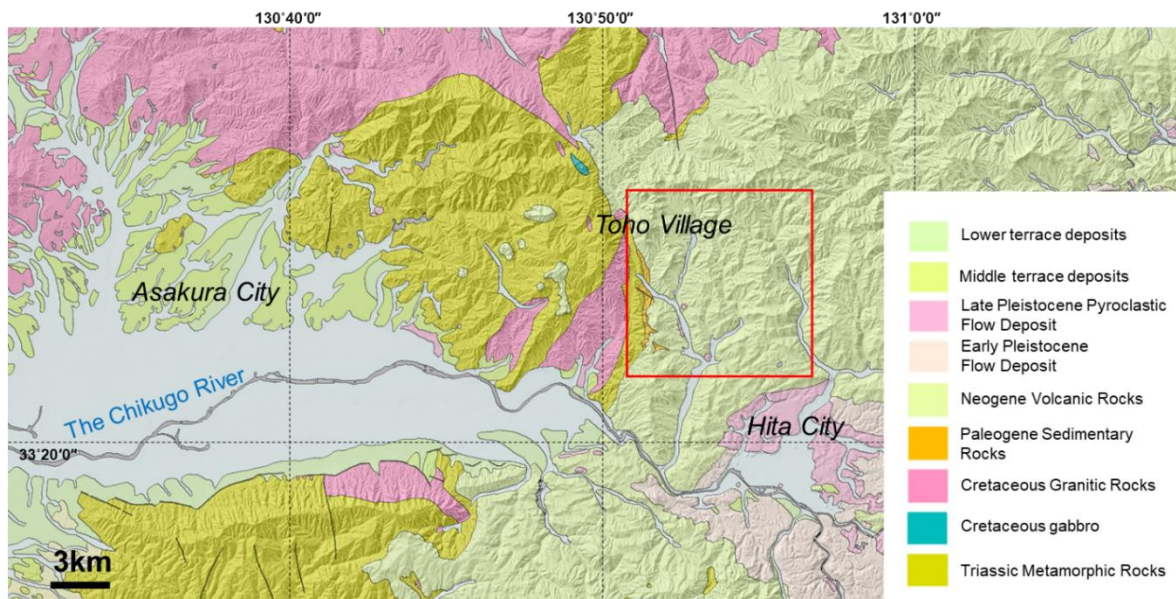 130°40′0″
130°50′0″
131°0′0″
Toho Village
Asakura City
The Chikugo River
Hita City
33°20′0″
3km
Lower terrace deposits
Middle terrace deposits
Late Pleistocene Pyroclastic
Flow Deposit
Early Pleistocene
Flow Deposit
Neogene Volcanic Rocks
Paleogene Sedimentary
Rocks
Cretaceous Granitic Rocks
Cretaceous gabbro
Triassic Metamorphic Rocks